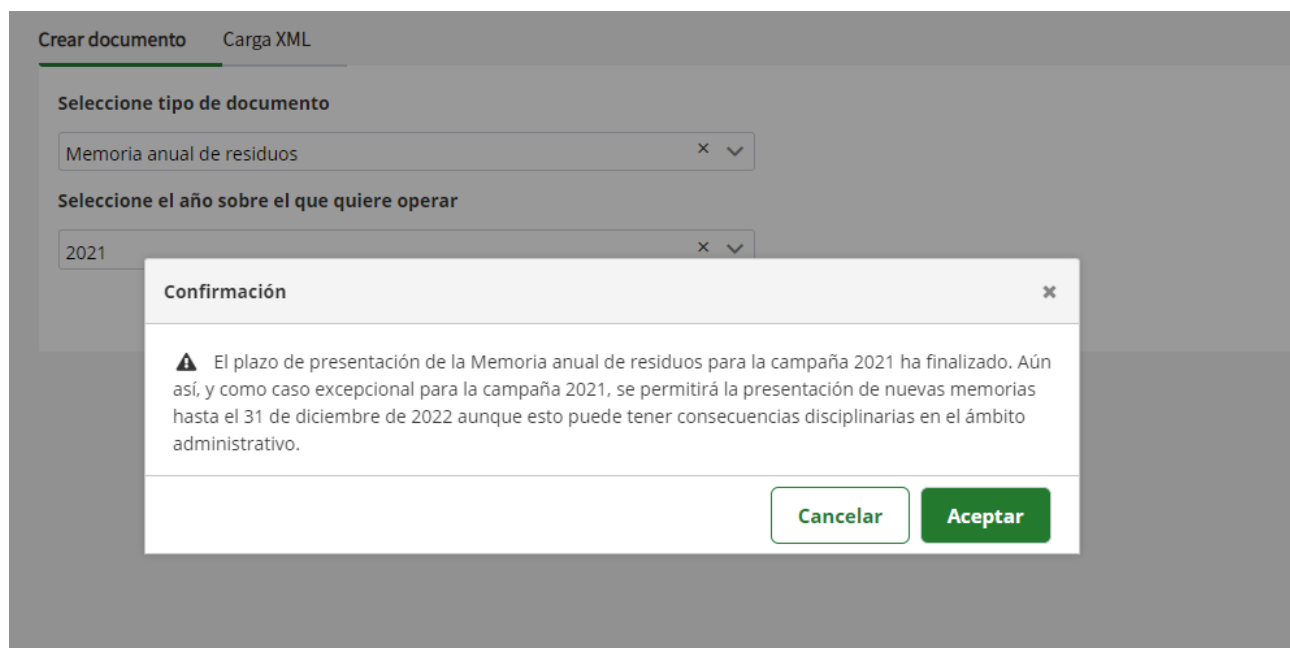 Crear documento Carga XML
Seleccione tipo de documento
Memoria anual de residuos
Seleccione el año sobre el que quiere operar
2021
Confirmación
El plazo de presentación de la Memoria anual de residuos para la campaña 2021 ha finalizado. Aún
así, y como caso excepcional para la campaña 2021, se permitirá la presentación de nuevas memorias
hasta el 31 de diciembre de 2022 aunque esto puede tener consecuencias disciplinarias en el ámbito
administrativo.
Cancelar Aceptar